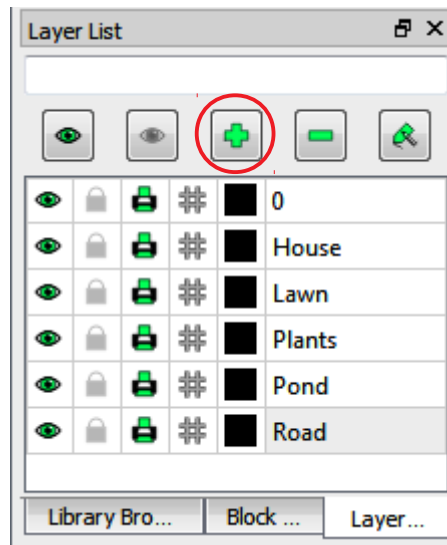 Layer List
0
House
Lawn
Plants
Pond
Road
Library Bro... Block ... Layer...